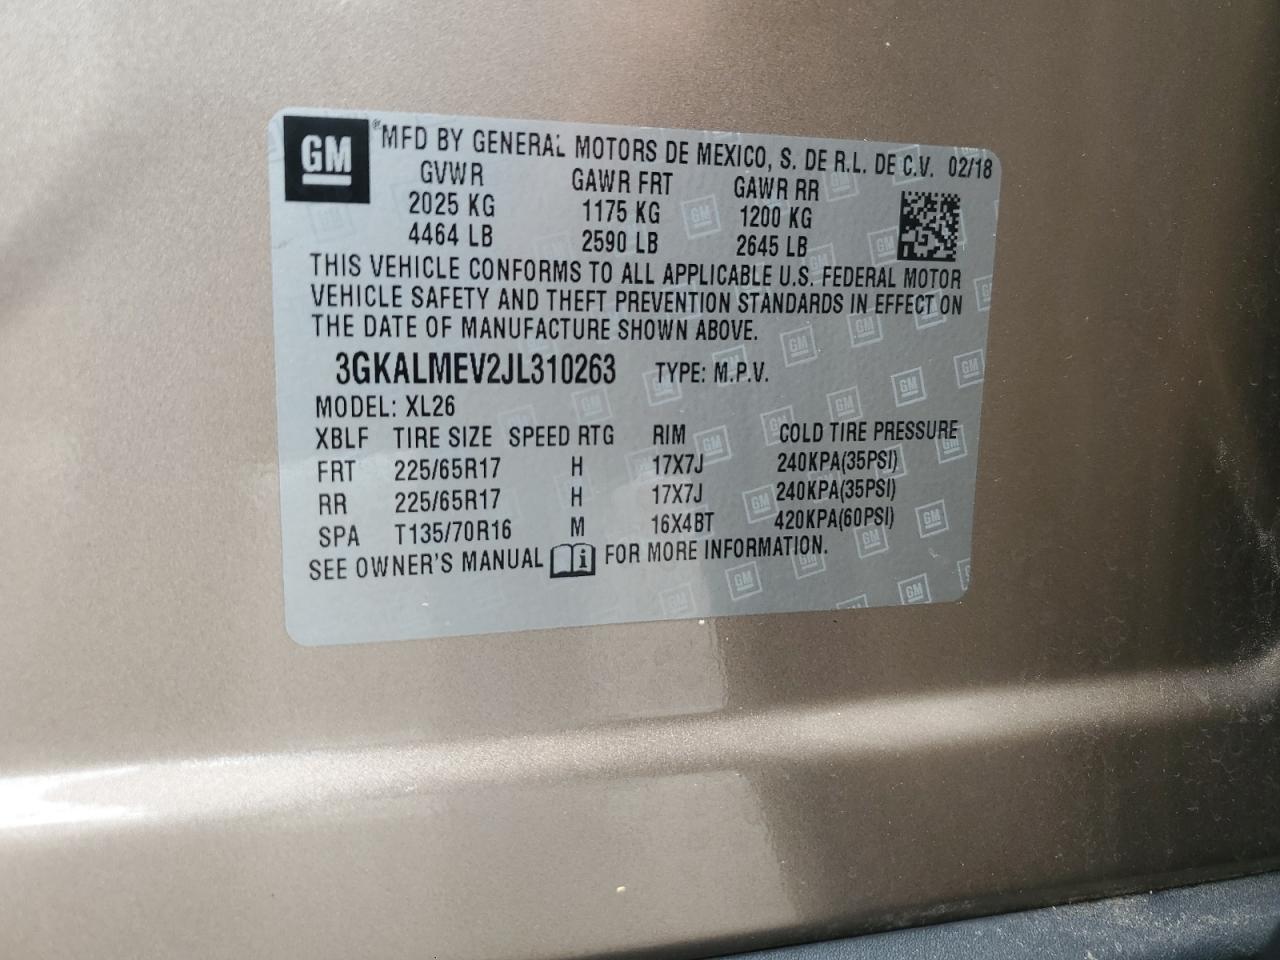 GM
® MFD BY GENERAL MOTORS DE MEXICO, S. DE R.L. DE C.V. 02/18
GVWR GAWR FRT GAWR RR
2025 KG 1175 KG 1200 KG
4464 LB 2590 LB 2645 LB
THIS VEHICLE CONFORMS TO ALL APPLICABLE U.S. FEDERAL MOTOR
VEHICLE SAFETY AND THEFT PREVENTION STANDARDS IN EFFECT ON
THE DATE OF MANUFACTURE SHOWN ABOVE.
3GKALMEV2JL310263 TYPE: M.P.V.
MODEL: XL26
XBLF TIRE SIZE SPEED RTG RIM COLD TIRE PRESSURE
FRT 225/65R17 H 17X7J 240KPA(35PSI)
RR 225/65R17 H 17X7J 240KPA(35PSI)
SPA T135/70R16 M 16X4BT 420KPA(60PSI)
SEE OWNER'S MANUAL i FOR MORE INFORMATION.